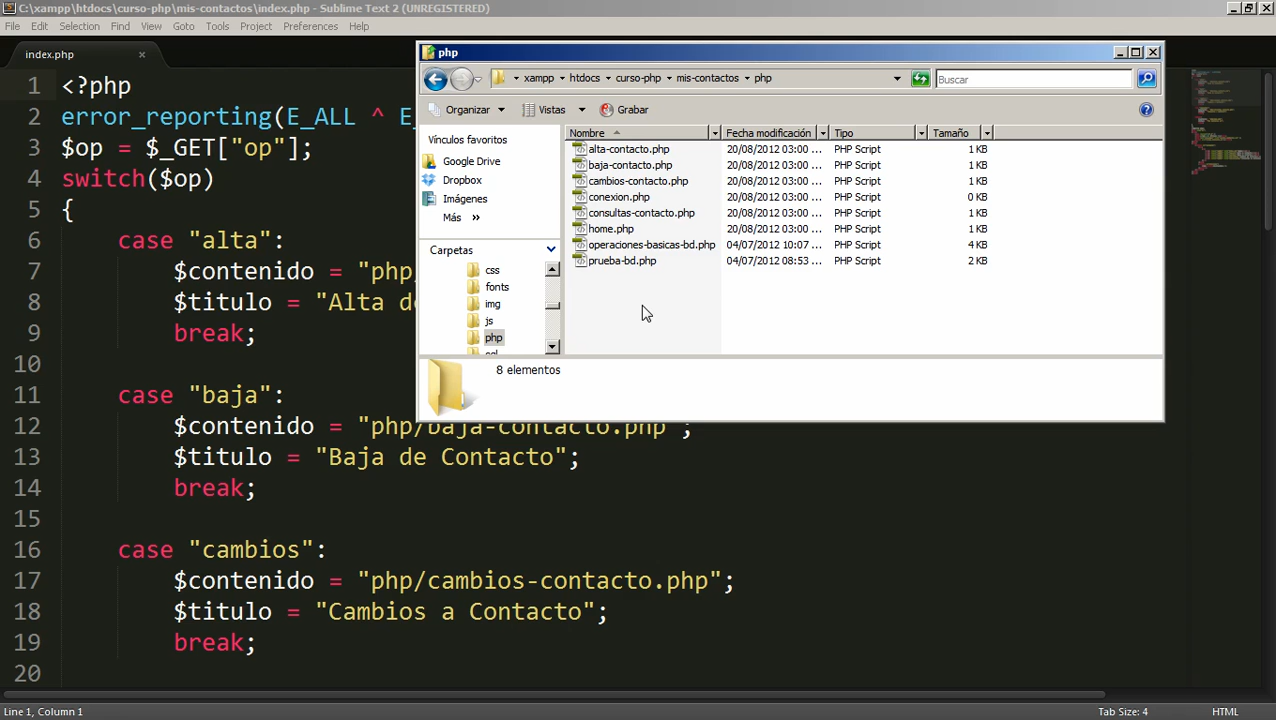 C:\xampp\htdocs\curso-php\mis-contactos\index.php - Sublime Text 2 (UNREGISTERED)
File Edit Selection Find View Goto Tools Project Preferences Help
index.php
1 <?php
2 error_reporting(E_ALL ^ E_
3 $op = $_GET["op"];
4 switch($op)
5 {
6 case "alta":
7 $contenido = "php/
8 $titulo = "Alta de
9 break;
10
11 case "baja":
12 $contenido = "php/baja-contacto.php";
13 $titulo = "Baja de Contacto";
14 break;
15
16 case "cambios":
17 $contenido = "php/cambios-contacto.php";
18 $titulo = "Cambios a Contacto";
19 break;
20
php
xampp htdocs curso-php mis-contactos php
Buscar
Organizar Vistas Grabar
Vínculos favoritos
Google Drive
Dropbox
Imágenes
Más »
Carpetas
css
fonts
img
js
php
Nombre Fecha modificación Tipo Tamaño
alta-contacto.php 20/08/2012 03:00 ... PHP Script 1 KB
baja-contacto.php 20/08/2012 03:00 ... PHP Script 1 KB
cambios-contacto.php 20/08/2012 03:00 ... PHP Script 1 KB
conexion.php 20/08/2012 03:00 ... PHP Script 0 KB
consultas-contacto.php 20/08/2012 03:00 ... PHP Script 1 KB
home.php 20/08/2012 03:00 ... PHP Script 1 KB
operaciones-basicas-bd.php 04/07/2012 10:07 ... PHP Script 4 KB
prueba-bd.php 04/07/2012 08:53 ... PHP Script 2 KB
8 elementos
Line 1, Column 1
Tab Size: 4
HTML